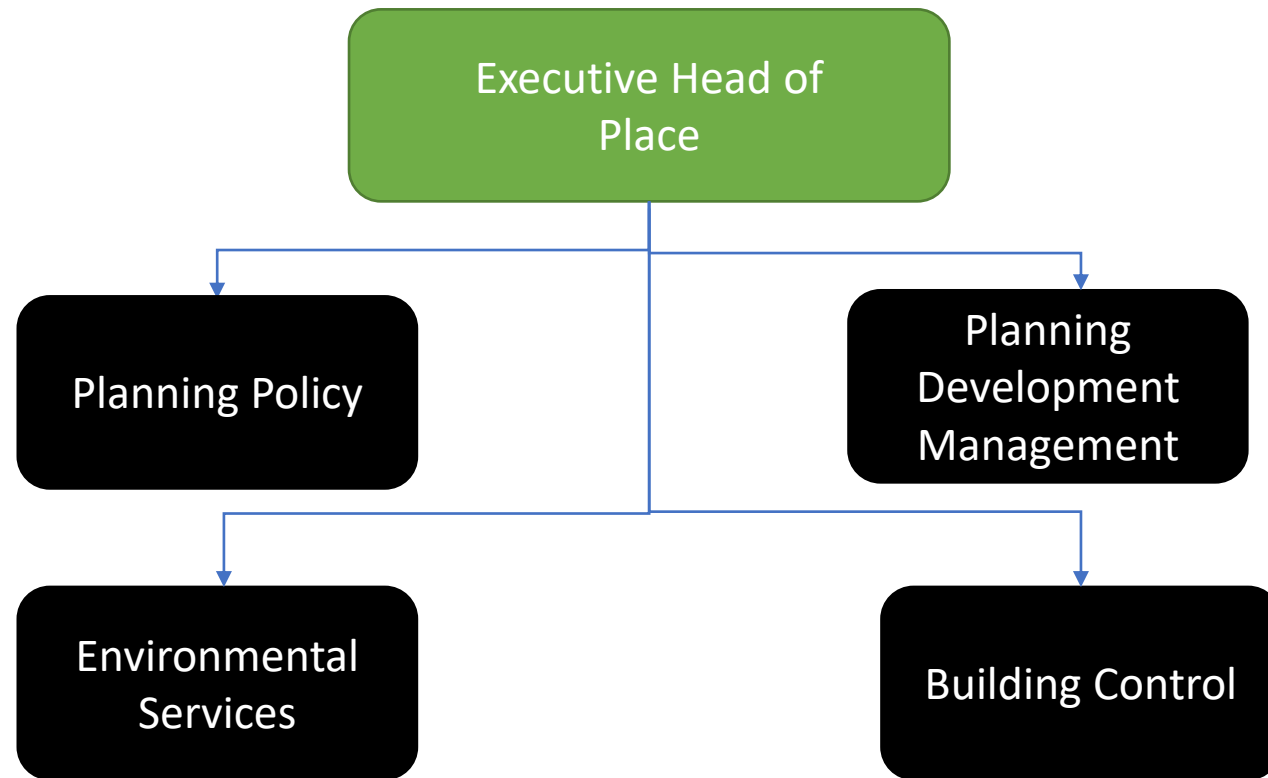 Executive Head of
Place
Planning Policy
Planning
Development
Management
Environmental
Services
Building Control